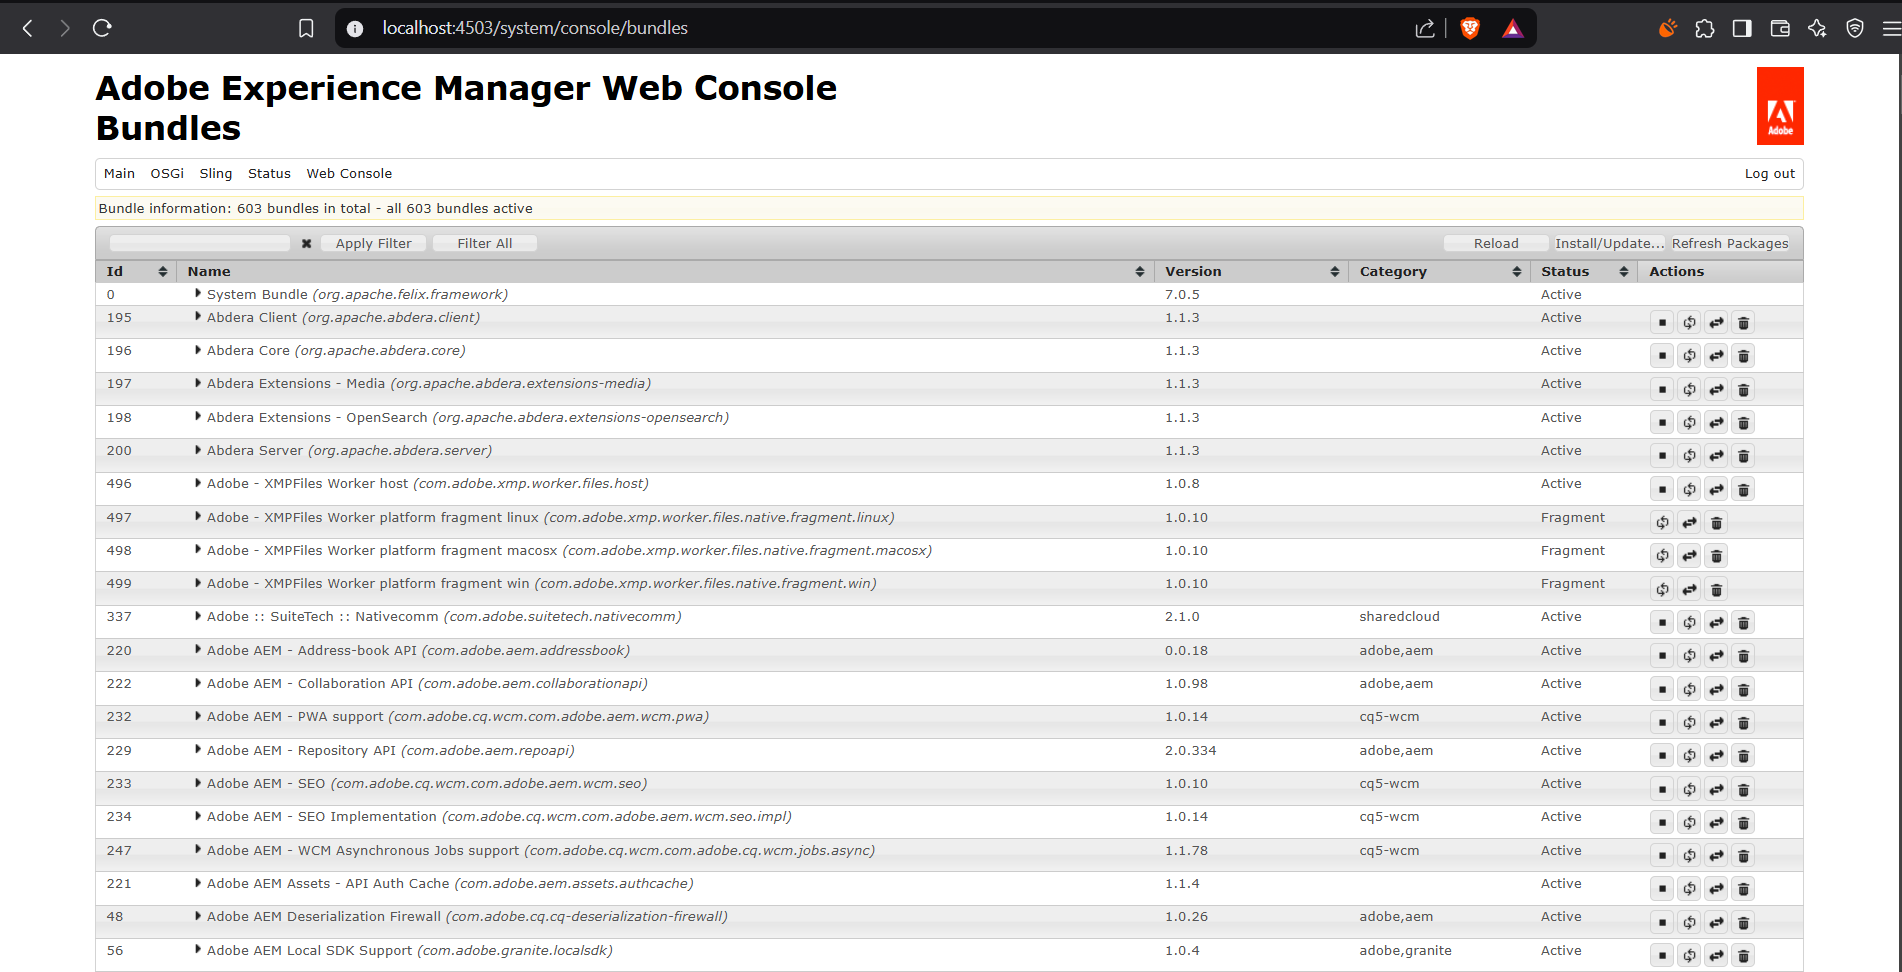 localhost:4503/system/console/bundles
Adobe Experience Manager Web Console
Bundles
Adobe
Main OSGi Sling Status Web Console Log out
Bundle information: 603 bundles in total - all 603 bundles active
Apply Filter Filter All Reload Install/Update... Refresh Packages
Id Name Version Category Status Actions
0 System Bundle (org.apache.felix.framework) 7.0.5 Active
195 Abdera Client (org.apache.abdera.client) 1.1.3 Active
196 Abdera Core (org.apache.abdera.core) 1.1.3 Active
197 Abdera Extensions - Media (org.apache.abdera.extensions-media) 1.1.3 Active
198 Abdera Extensions - OpenSearch (org.apache.abdera.extensions-opensearch) 1.1.3 Active
200 Abdera Server (org.apache.abdera.server) 1.1.3 Active
496 Adobe - XMPFiles Worker host (com.adobe.xmp.worker.files.host) 1.0.8 Active
497 Adobe - XMPFiles Worker platform fragment linux (com.adobe.xmp.worker.files.native.fragment.linux) 1.0.10 Fragment
498 Adobe - XMPFiles Worker platform fragment macosx (com.adobe.xmp.worker.files.native.fragment.macosx) 1.0.10 Fragment
499 Adobe - XMPFiles Worker platform fragment win (com.adobe.xmp.worker.files.native.fragment.win) 1.0.10 Fragment
337 Adobe :: SuiteTech :: Nativecomm (com.adobe.suitetech.nativecomm) 2.1.0 sharedcloud Active
220 Adobe AEM - Address-book API (com.adobe.aem.addressbook) 0.0.18 adobe,aem Active
222 Adobe AEM - Collaboration API (com.adobe.aem.collaborationapi) 1.0.98 adobe,aem Active
232 Adobe AEM - PWA support (com.adobe.cq.wcm.com.adobe.aem.wcm.pwa) 1.0.14 cq5-wcm Active
229 Adobe AEM - Repository API (com.adobe.aem.repoapi) 2.0.334 adobe,aem Active
233 Adobe AEM - SEO (com.adobe.cq.wcm.com.adobe.aem.wcm.seo) 1.0.10 cq5-wcm Active
234 Adobe AEM - SEO Implementation (com.adobe.cq.wcm.com.adobe.aem.wcm.seo.impl) 1.0.14 cq5-wcm Active
247 Adobe AEM - WCM Asynchronous Jobs support (com.adobe.cq.wcm.com.adobe.cq.wcm.jobs.async) 1.1.78 cq5-wcm Active
221 Adobe AEM Assets - API Auth Cache (com.adobe.aem.assets.authcache) 1.1.4 Active
48 Adobe AEM Deserialization Firewall (com.adobe.cq.cq-deserialization-firewall) 1.0.26 adobe,aem Active
56 Adobe AEM Local SDK Support (com.adobe.granite.localsdk) 1.0.4 adobe,granite Active